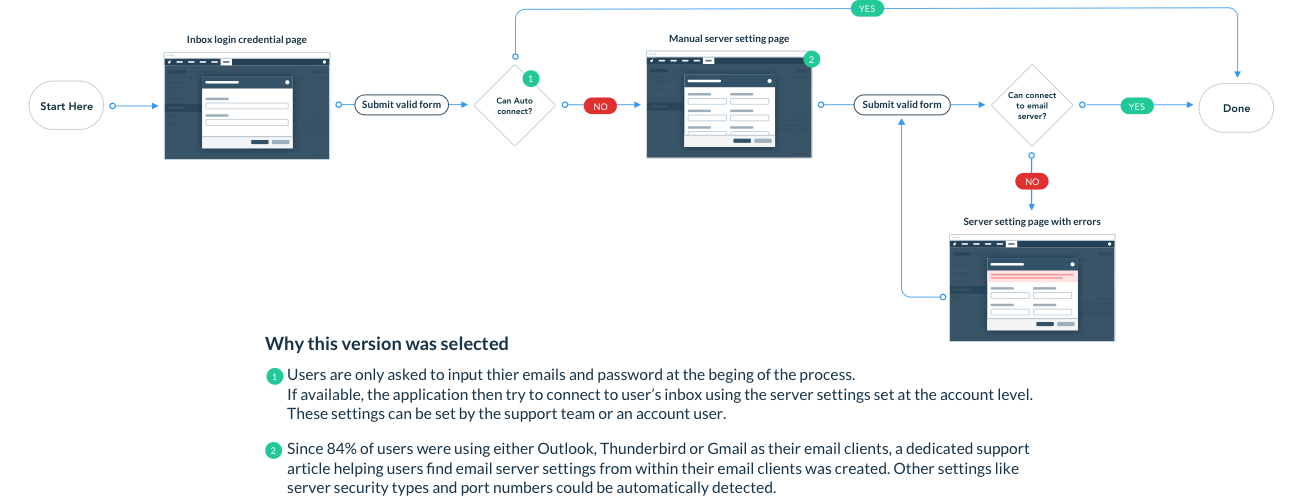 YES
Inbox login credential page
Manual server setting page
2
1
Start Here
Submit valid form
Can Auto
connect?
NO
Submit valid form
Can connect
to email
server?
YES
Done
NO
Server setting page with errors
Why this version was selected
1 Users are only asked to input thier emails and password at the beging of the process.
If available, the application then try to connect to user’s inbox using the server settings set at the account level.
These settings can be set by the support team or an account user.
2 Since 84% of users were using either Outlook, Thunderbird or Gmail as their email clients, a dedicated support
article helping users find email server settings from within their email clients was created. Other settings like
server security types and port numbers could be automatically detected.